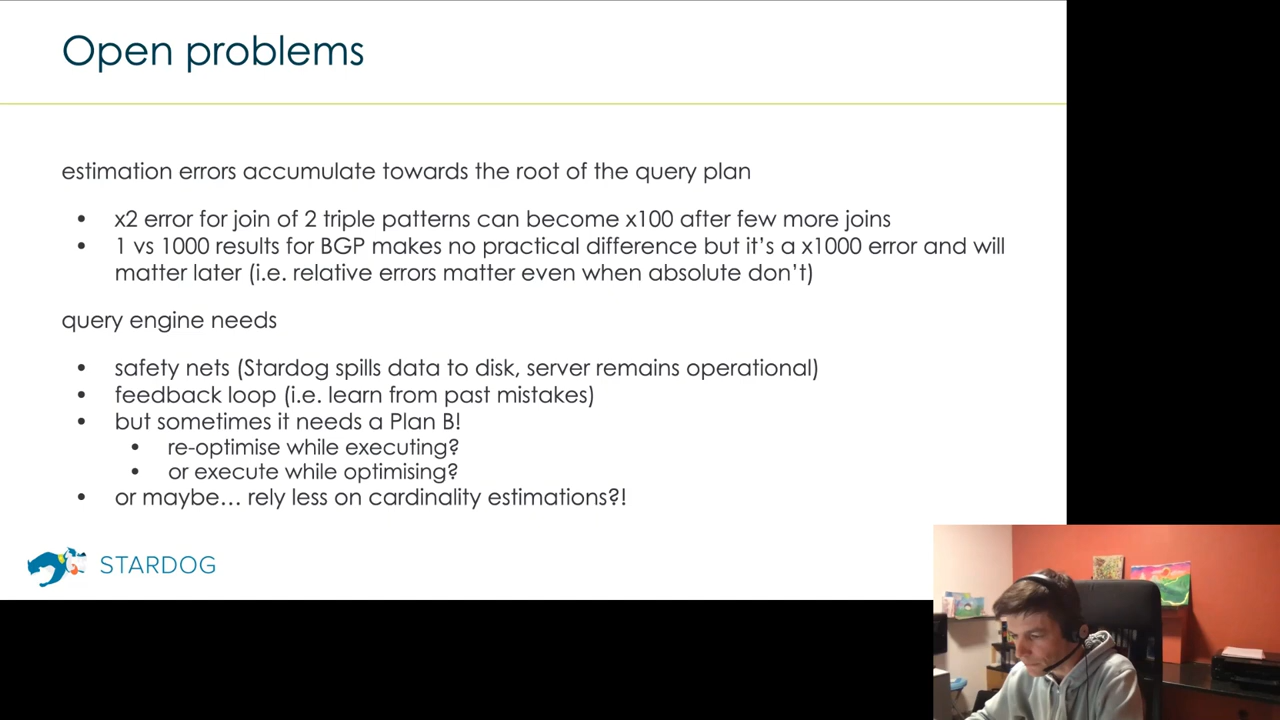 Open problems
estimation errors accumulate towards the root of the query plan
• x2 error for join of 2 triple patterns can become x100 after few more joins
• 1 vs 1000 results for BGP makes no practical difference but it's a x1000 error and will
matter later (i.e. relative errors matter even when absolute don't)
query engine needs
• safety nets (Stardog spills data to disk, server remains operational)
• feedback loop (i.e. learn from past mistakes)
• but sometimes it needs a Plan B!
• re-optimise while executing?
• or execute while optimising?
• or maybe… rely less on cardinality estimations?!
STARDOG